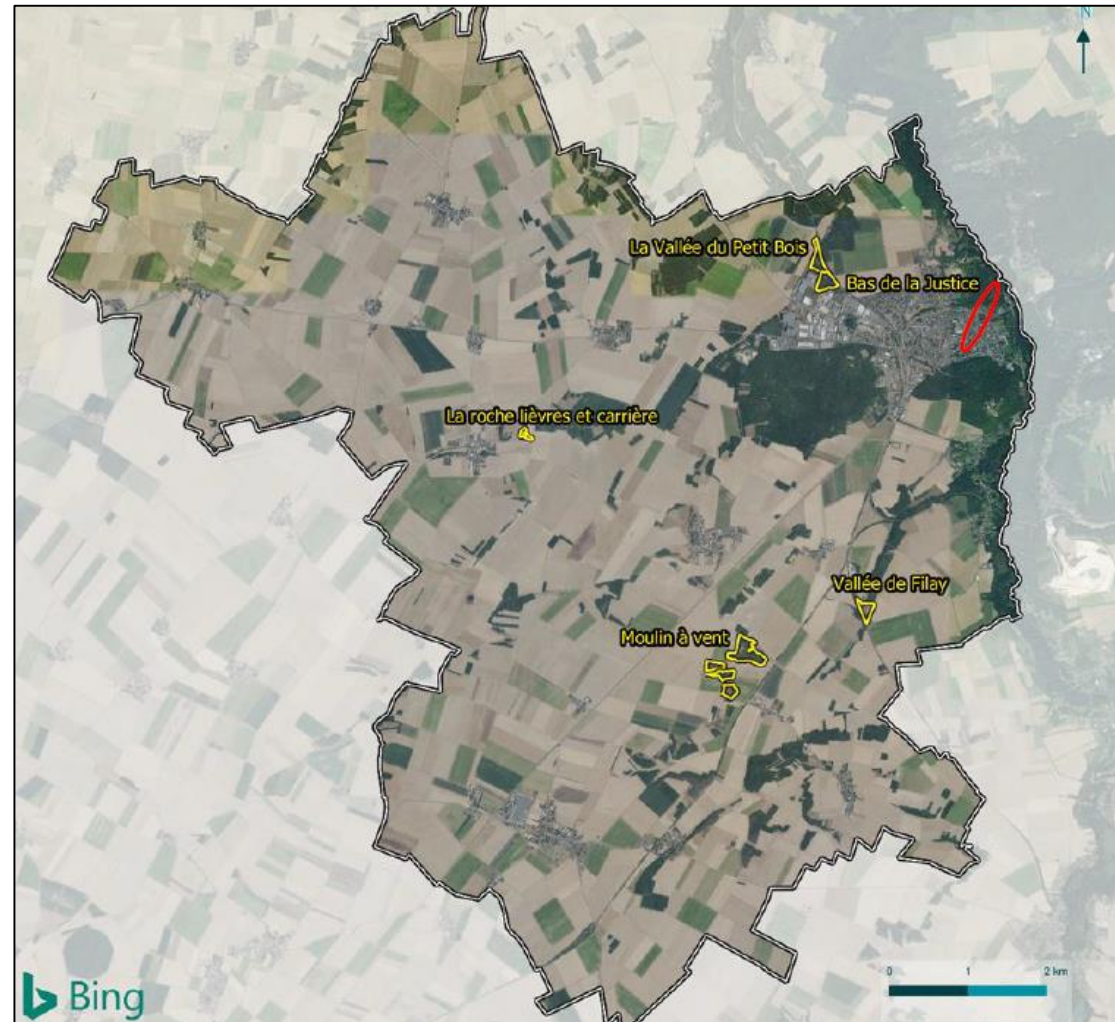 N
La Vallée du Petit Bois
Bas de la Justice
La roche lièvres et carrière
Vallée de Filay
Moulin à vent
0 1 2 km
Bing